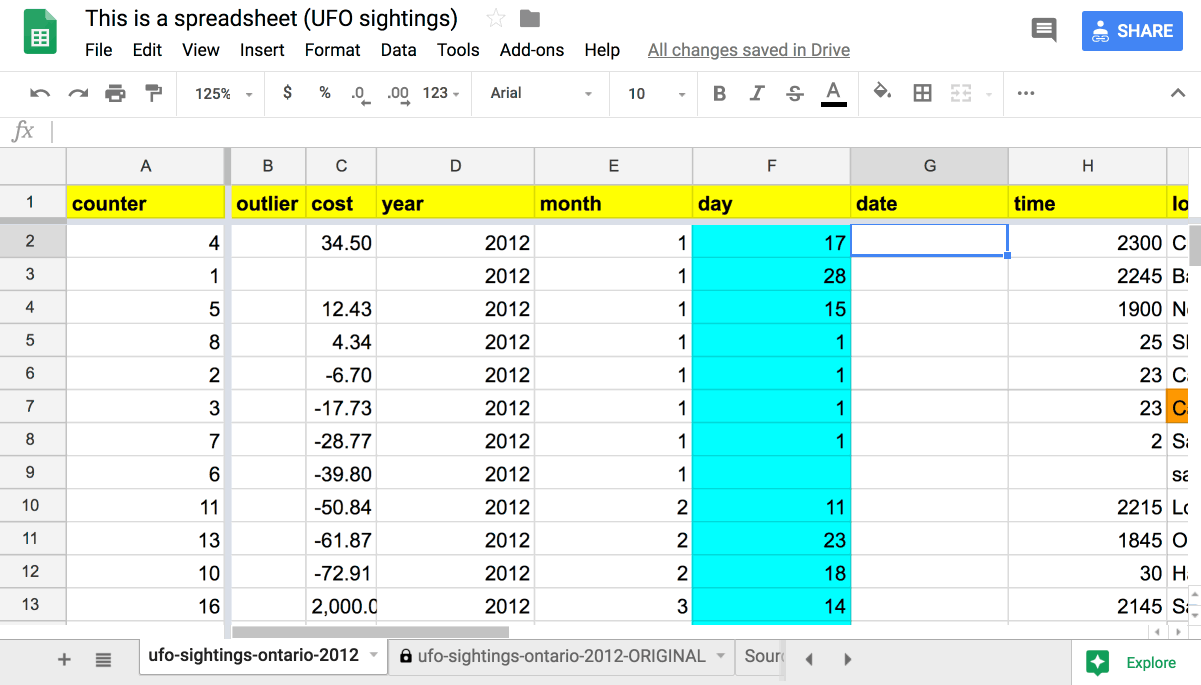 This is a spreadsheet (UFO sightings)
File Edit View Insert Format Data Tools Add-ons Help All changes saved in Drive
SHARE
125% $ % .0 .00 123 Arial 10 B I S A
fx
A B C D E F G H
1 counter outlier cost year month day date time lo
2 4 34.50 2012 1 17 2300 C
3 1 2012 1 28 2245 Ba
4 5 12.43 2012 1 15 1900 N
5 8 4.34 2012 1 1 25 S
6 2 -6.70 2012 1 1 23 C
7 3 -17.73 2012 1 1 23 C
8 7 -28.77 2012 1 1 2 Sa
9 6 -39.80 2012 1 sa
10 11 -50.84 2012 2 11 2215 Lo
11 13 -61.87 2012 2 23 1845 O
12 10 -72.91 2012 2 18 30 H
13 16 2,000.0 2012 3 14 2145 Sa
ufo-sightings-ontario-2012 ufo-sightings-ontario-2012-ORIGINAL Sour Explore